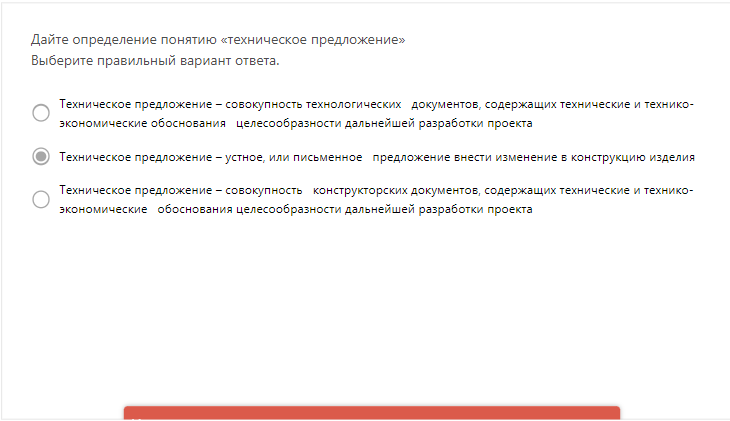 Дайте определение понятию «техническое предложение»
Выберите правильный вариант ответа.
Техническое предложение – совокупность технологических документов, содержащих технические и технико-
экономические обоснования целесообразности дальнейшей разработки проекта
Техническое предложение – устное, или письменное предложение внести изменение в конструкцию изделия
Техническое предложение – совокупность конструкторских документов, содержащих технические и технико-
экономические обоснования целесообразности дальнейшей разработки проекта